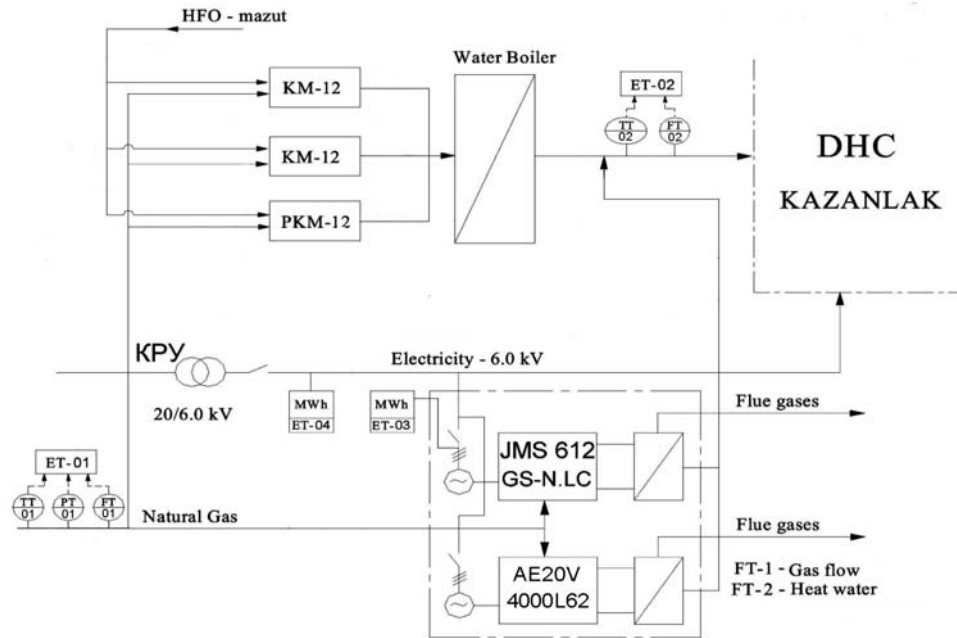 HFO - mazut
Water Boiler
KM-12
KM-12
PKM-12
ET-02
TT
02
FT
02
DHC
KAZANLAK
КРУ
20/6.0 kV
Electricity - 6.0 kV
MWh
ET-04
MWh
ET-03
JMS 612
GS-N.LC
Flue gases
ET-01
TT
01
PT
01
FT
01
Natural Gas
AE20V
4000L62
Flue gases
FT-1 - Gas flow
FT-2 - Heat water